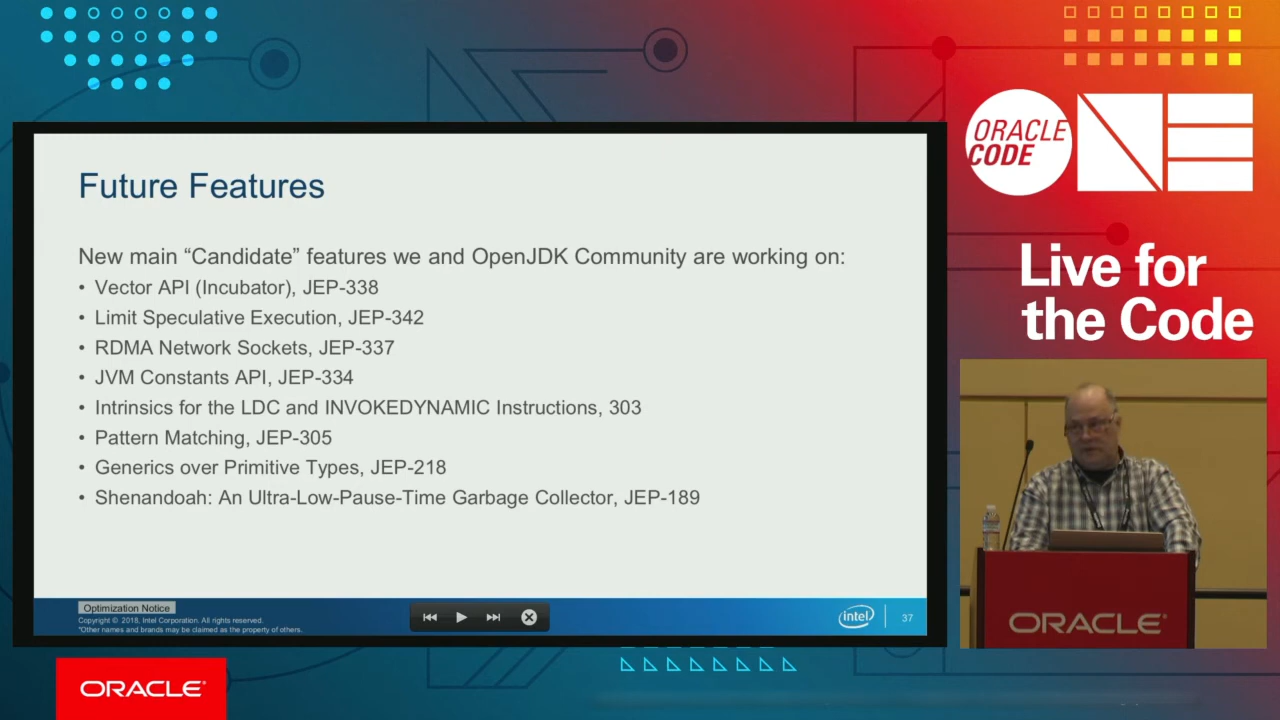 Future Features
New main “Candidate” features we and OpenJDK Community are working on:
• Vector API (Incubator), JEP-338
• Limit Speculative Execution, JEP-342
• RDMA Network Sockets, JEP-337
• JVM Constants API, JEP-334
• Intrinsics for the LDC and INVOKEDYNAMIC Instructions, 303
• Pattern Matching, JEP-305
• Generics over Primitive Types, JEP-218
• Shenandoah: An Ultra-Low-Pause-Time Garbage Collector, JEP-189
Optimization Notice
Copyright © 2018, Intel Corporation. All rights reserved.
*Other names and brands may be claimed as the property of others.
intel
37
ORACLE
CODE
ONE
Live for
the Code
ORACLE
ORACLE